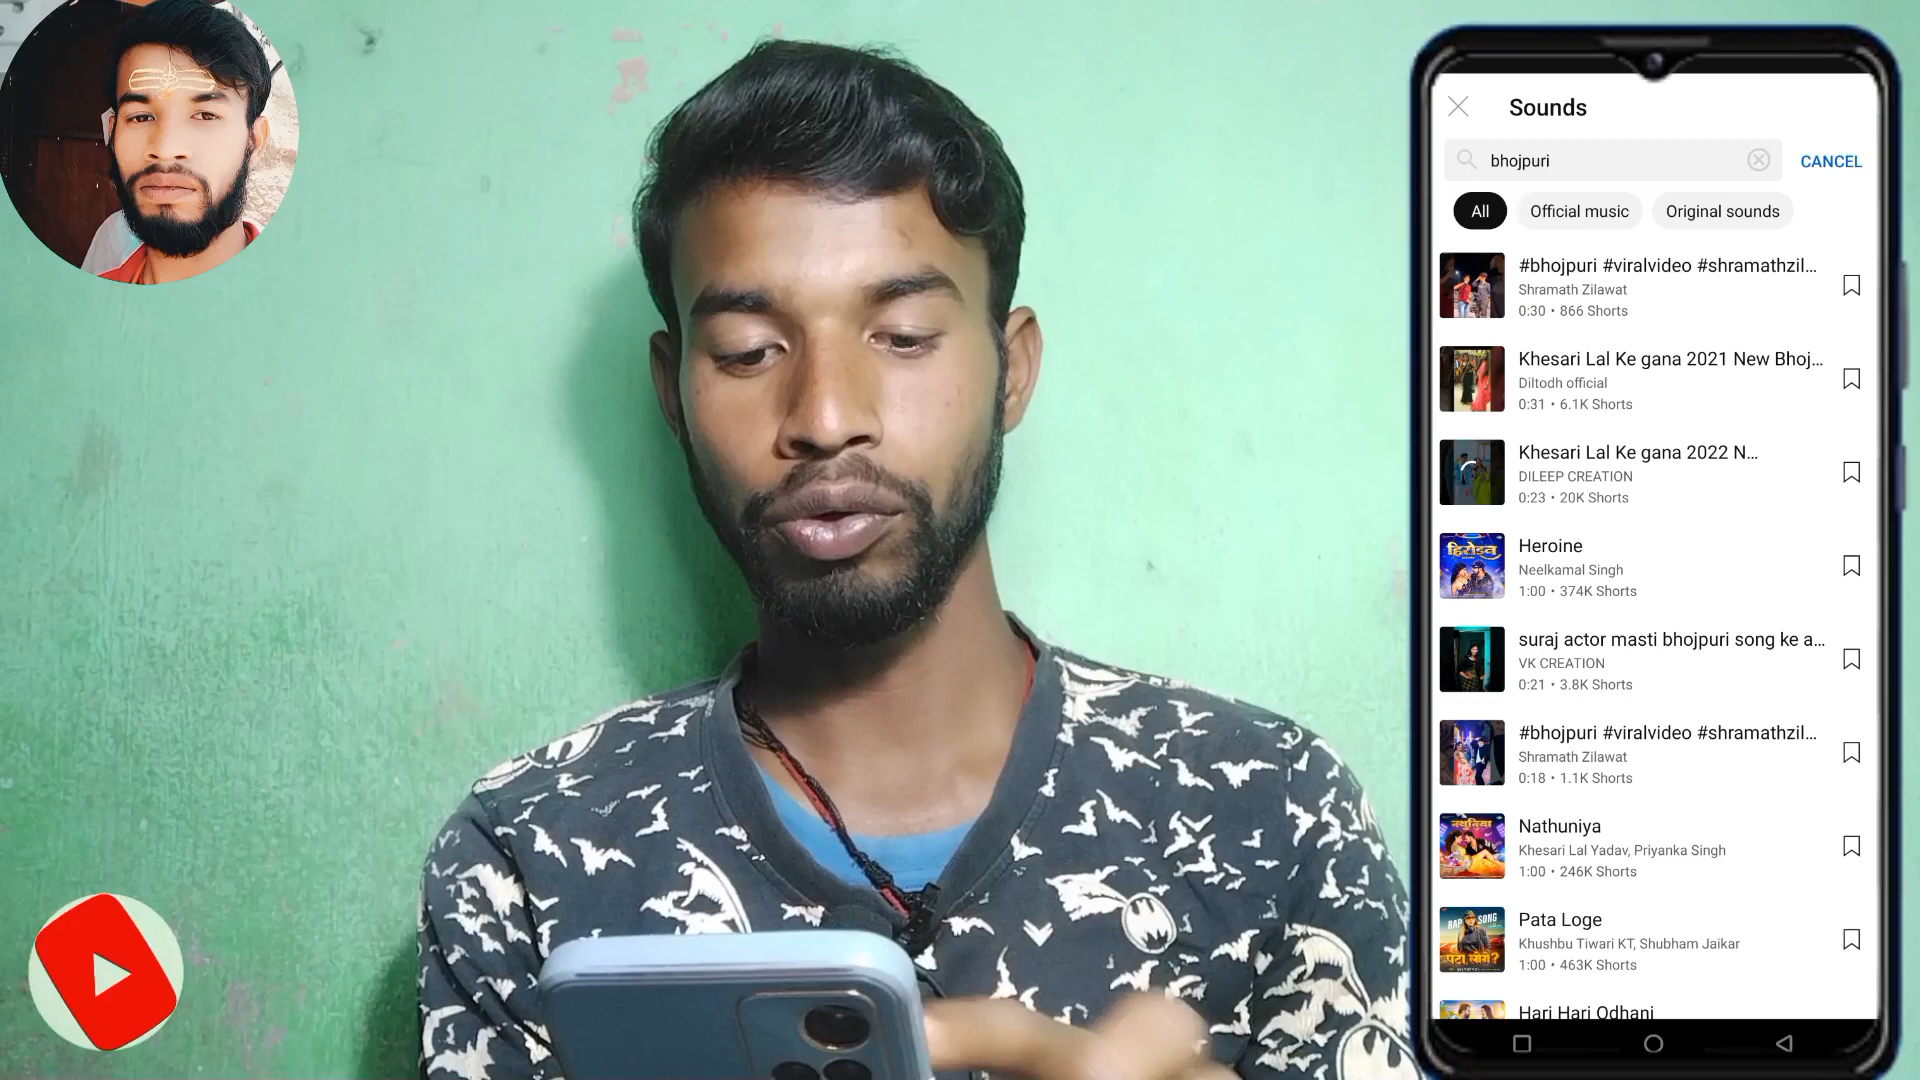 Sounds
bhojpuri
CANCEL
All
Official music
Original sounds
#bhojpuri #viralvideo #shramathzil...
Shramath Zilawat
0:30 • 866 Shorts
Khesari Lal Ke gana 2021 New Bhoj...
Diltodh official
0:31 • 6.1K Shorts
Khesari Lal Ke gana 2022 N...
DILEEP CREATION
0:23 • 20K Shorts
हिरोइन
Heroine
Neelkamal Singh
1:00 • 374K Shorts
suraj actor masti bhojpuri song ke a...
VK CREATION
0:21 • 3.8K Shorts
#bhojpuri #viralvideo #shramathzil...
Shramath Zilawat
0:18 • 1.1K Shorts
नथुनिया
Nathuniya
Khesari Lal Yadav, Priyanka Singh
1:00 • 246K Shorts
RAP SONG
पटा लोगे?
Pata Loge
Khushbu Tiwari KT, Shubham Jaikar
1:00 • 463K Shorts
Hari Hari Odhani